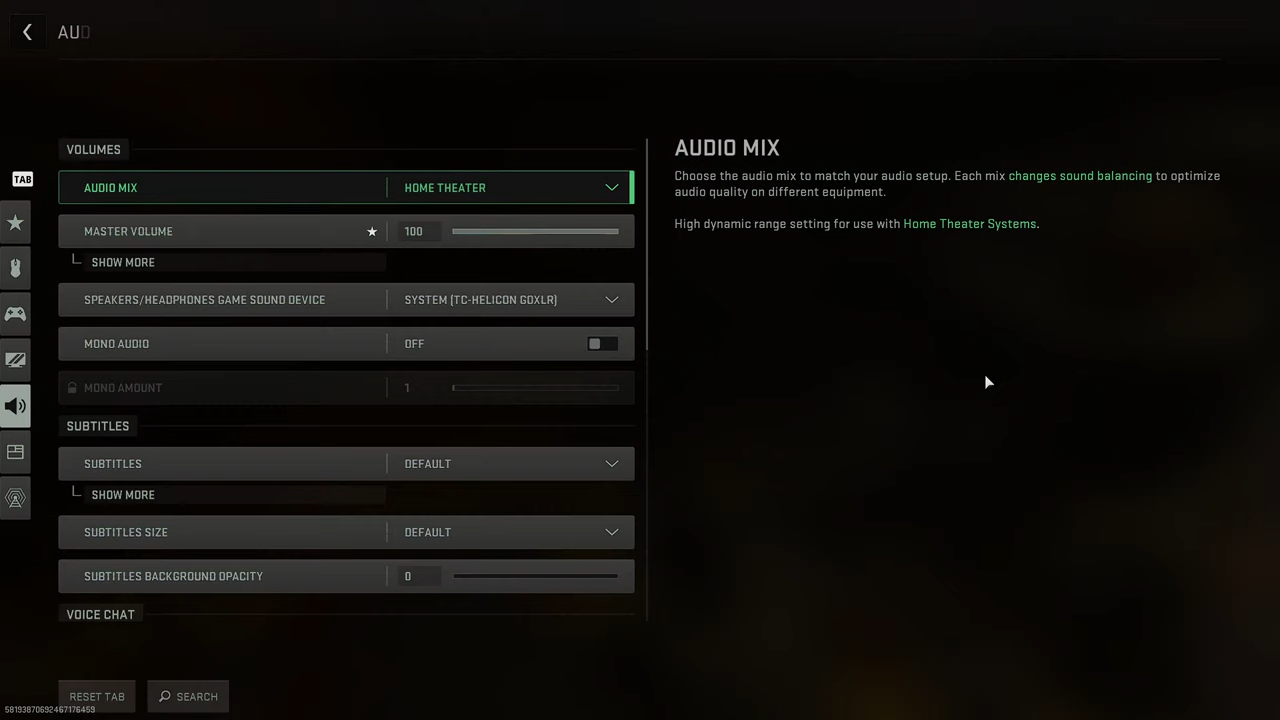 AUD
VOLUMES
TAB
AUDIO MIX
HOME THEATER
MASTER VOLUME
100
SHOW MORE
SPEAKERS/HEADPHONES GAME SOUND DEVICE
SYSTEM (TC-HELICON GOXLR)
MONO AUDIO
OFF
MONO AMOUNT
1
SUBTITLES
SUBTITLES
DEFAULT
SHOW MORE
SUBTITLES SIZE
DEFAULT
SUBTITLES BACKGROUND OPACITY
0
VOICE CHAT
AUDIO MIX
Choose the audio mix to match your audio setup. Each mix changes sound balancing to optimize
audio quality on different equipment.
High dynamic range setting for use with Home Theater Systems.
RESET TAB
SEARCH
58193870692467176459